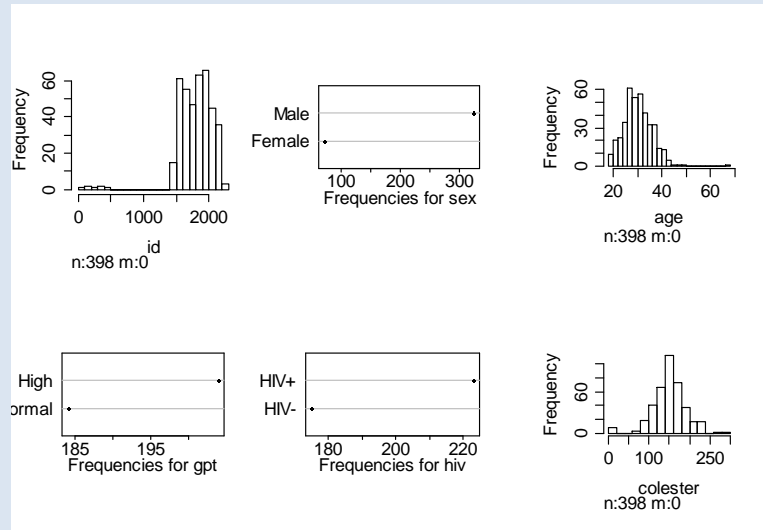 Frequency
60
40
20
0
0 1000 2000
id
n:398 m:0
Male
Female
100 200 300
Frequencies for sex
Frequency
60
30
0
20 40 60
age
n:398 m:0
High
ormal
185 195
Frequencies for gpt
HIV+
HIV-
180 200 220
Frequencies for hiv
Frequency
60
0
0 100 250
colester
n:398 m:0